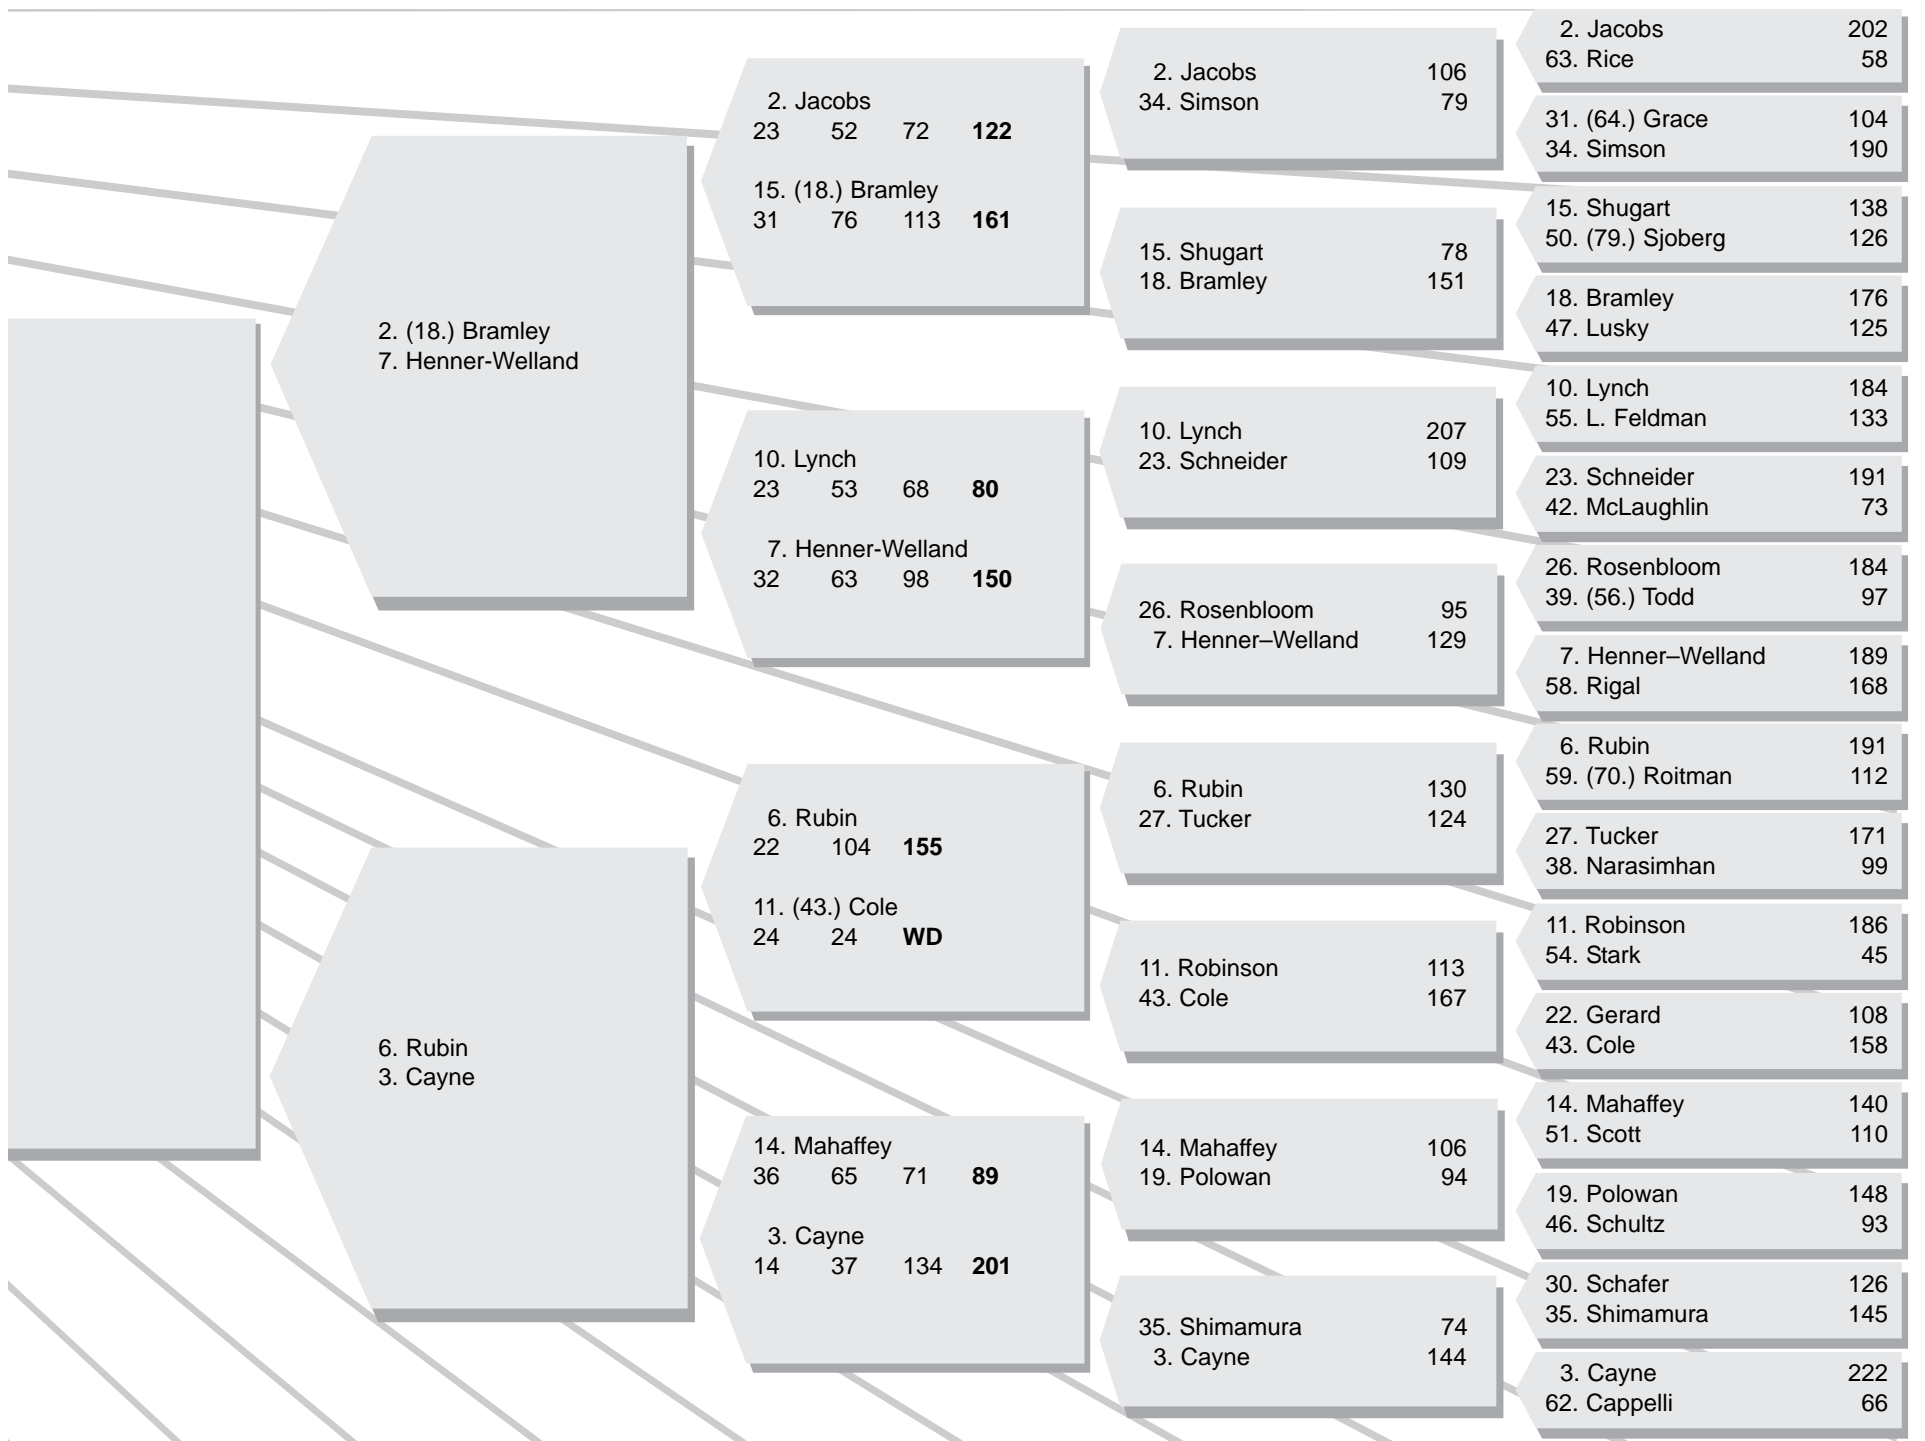 2. (18.) Bramley
7. Henner-Welland
6. Rubin
3. Cayne
2. Jacobs
23 52 72 122
15. (18.) Bramley
31 76 113 161
10. Lynch
23 53 68 80
7. Henner-Welland
32 63 98 150
6. Rubin
22 104 155
11. (43.) Cole
24 24 WD
14. Mahaffey
36 65 71 89
3. Cayne
14 37 134 201
2. Jacobs 106
34. Simson 79
15. Shugart 78
18. Bramley 151
10. Lynch 207
23. Schneider 109
26. Rosenbloom 95
7. Henner–Welland 129
6. Rubin 130
27. Tucker 124
11. Robinson 113
43. Cole 167
14. Mahaffey 106
19. Polowan 94
35. Shimamura 74
3. Cayne 144
2. Jacobs 202
63. Rice 58
31. (64.) Grace 104
34. Simson 190
15. Shugart 138
50. (79.) Sjoberg 126
18. Bramley 176
47. Lusky 125
10. Lynch 184
55. L. Feldman 133
23. Schneider 191
42. McLaughlin 73
26. Rosenbloom 184
39. (56.) Todd 97
7. Henner–Welland 189
58. Rigal 168
6. Rubin 191
59. (70.) Roitman 112
27. Tucker 171
38. Narasimhan 99
11. Robinson 186
54. Stark 45
22. Gerard 108
43. Cole 158
14. Mahaffey 140
51. Scott 110
19. Polowan 148
46. Schultz 93
30. Schafer 126
35. Shimamura 145
3. Cayne 222
62. Cappelli 66